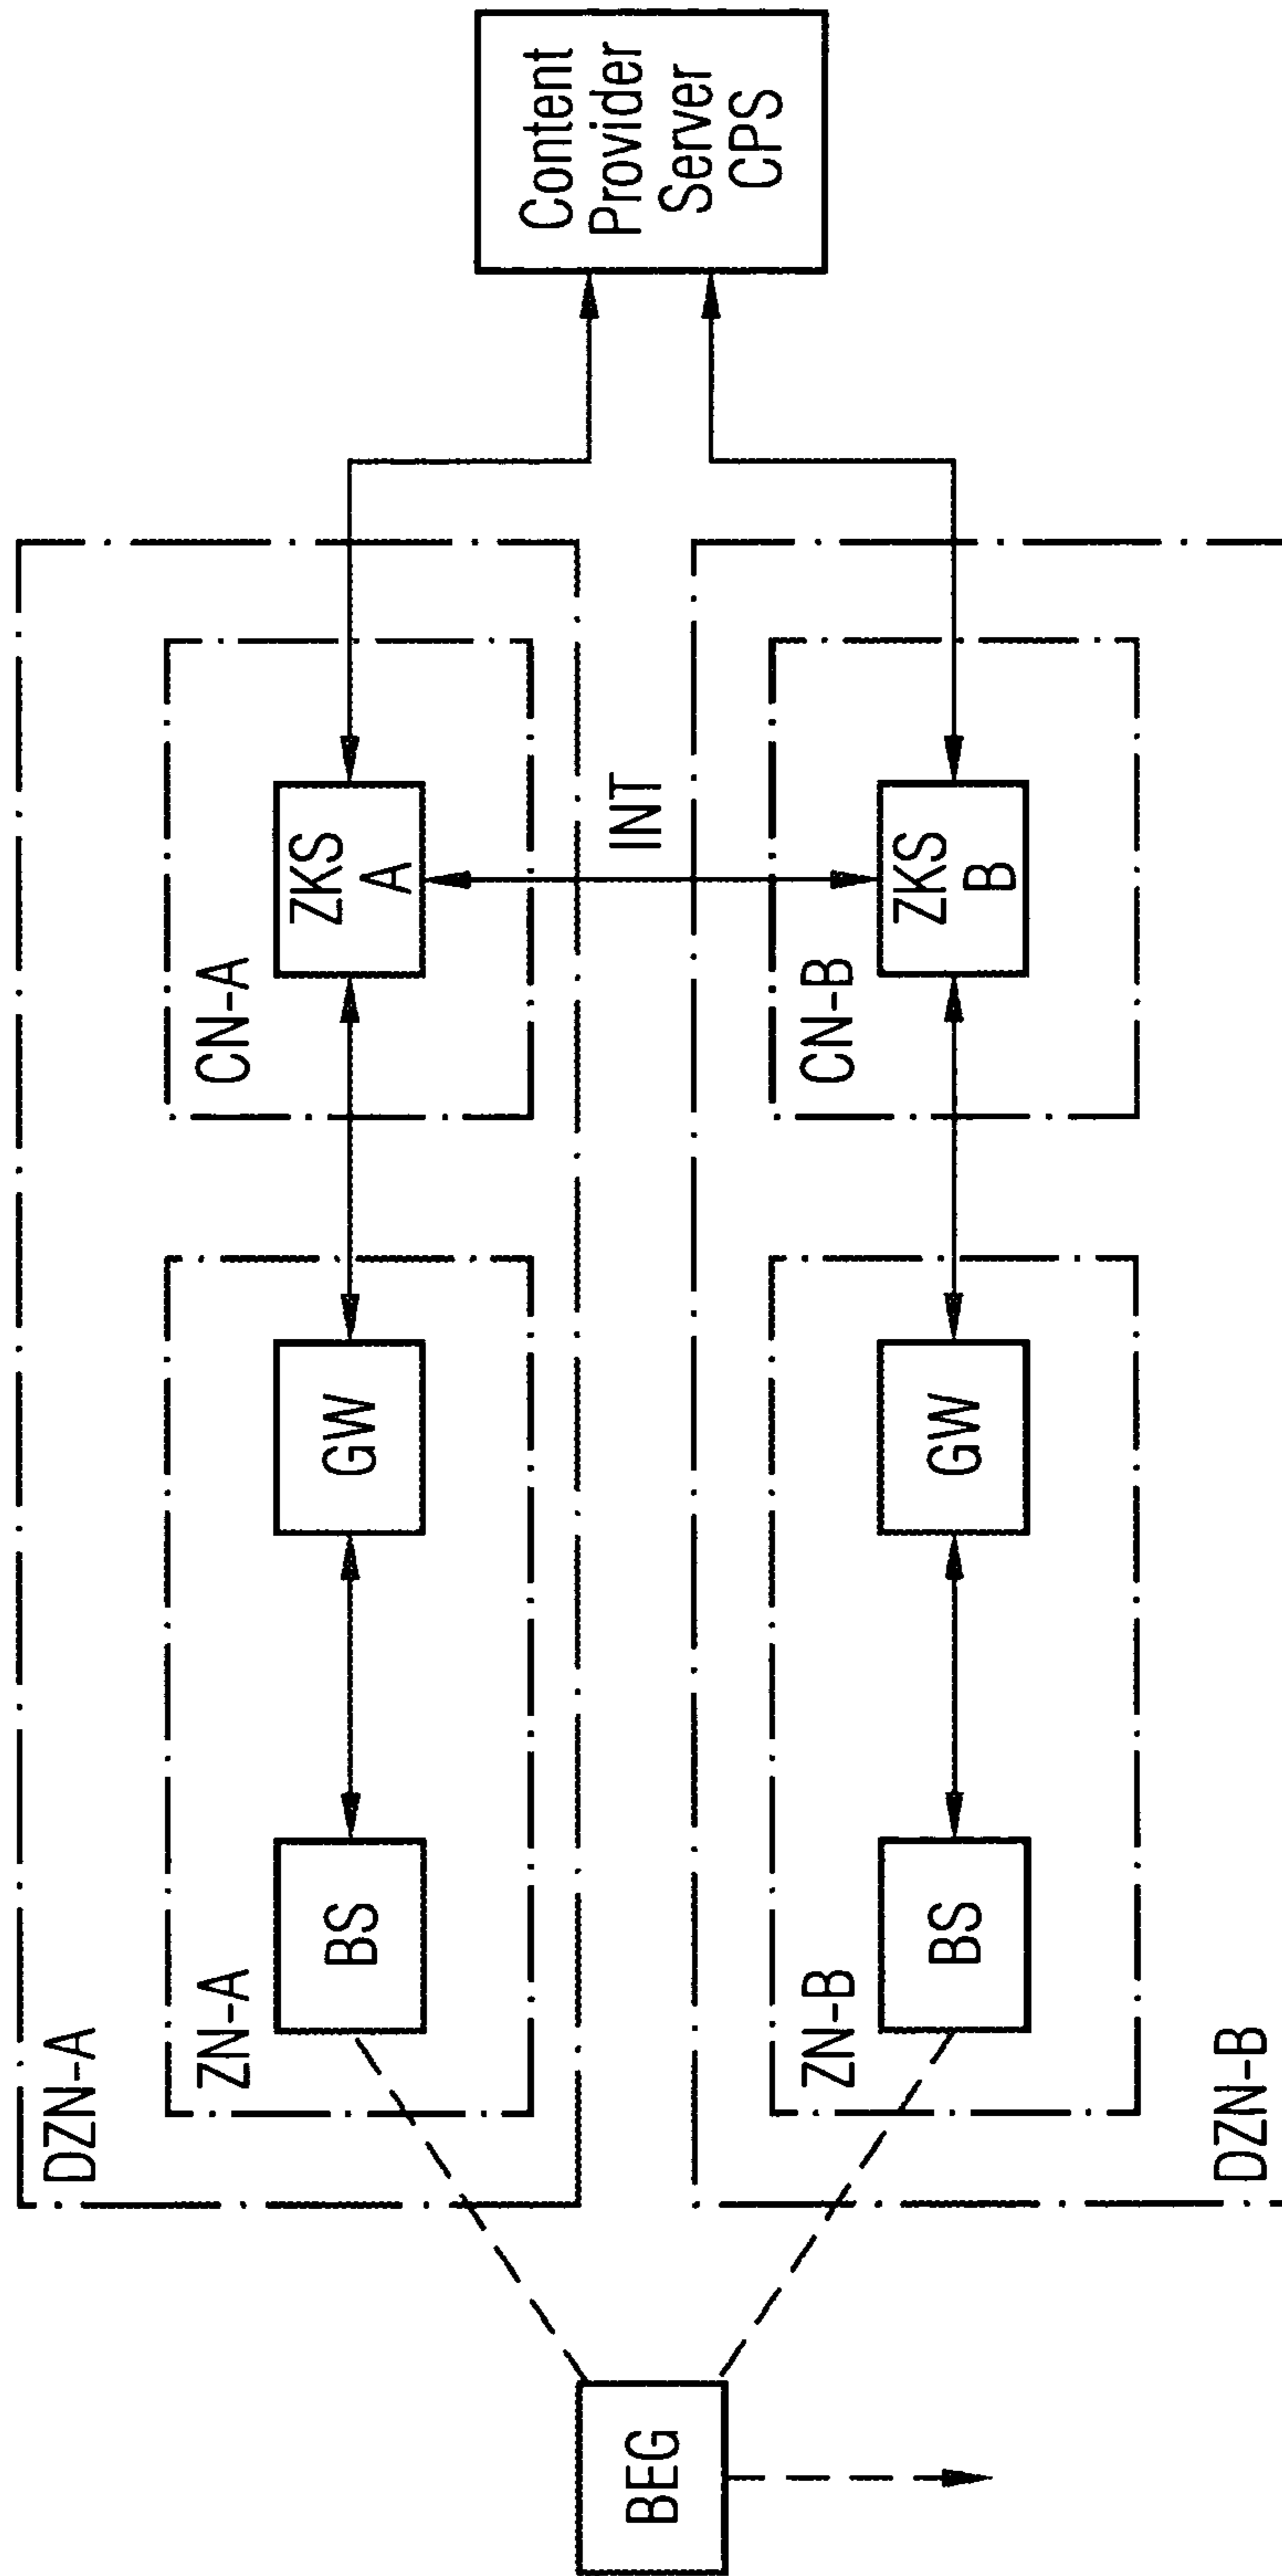 DZN-A
ZN-A
BS
GW
CN-A
ZKS
A
INT
Content
Provider
Server
CPS
BEG
ZN-B
BS
GW
CN-B
ZKS
B
DZN-B